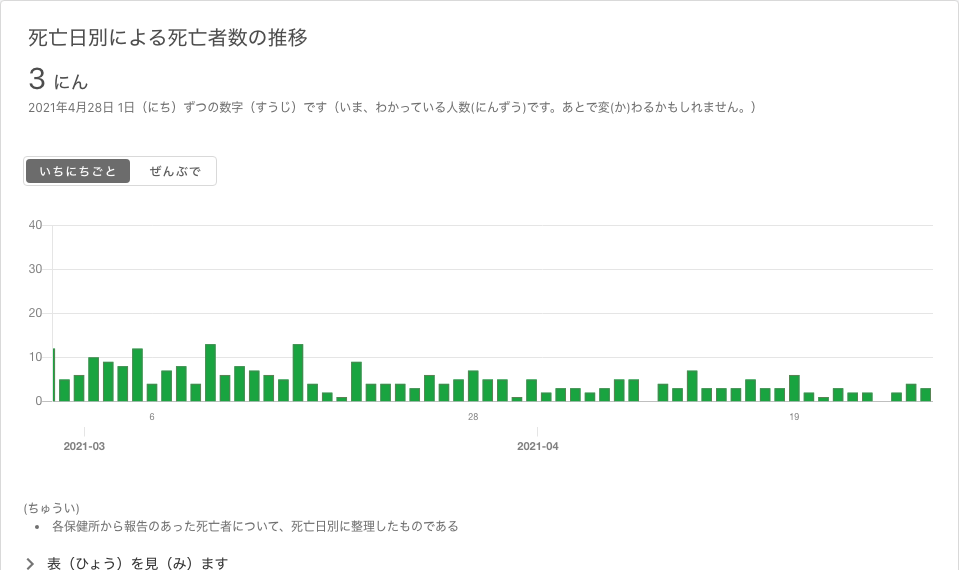 死亡日別による死亡者数の推移
3 にん
2021年4月28日 1日（にち）ずつの数字（すうじ）です（いま、わかっている人数(にんずう)です。あとで変(か)わるかもしれません。）
いちにちごと ぜんぶで
40
30
20
10
0
6 28 19
2021-03 2021-04
(ちゅうい)
• 各保健所から報告のあった死亡者について、死亡日別に整理したものである
表（ひょう）を見（み）ます